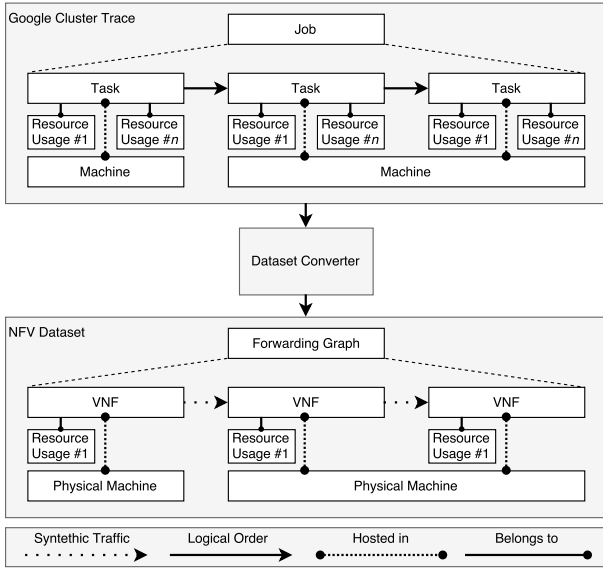 Google Cluster Trace
Job
Task Task Task
Resource Usage #1 Resource Usage #n Resource Usage #1 Resource Usage #n Resource Usage #1 Resource Usage #n
Machine Machine
Dataset Converter
NFV Dataset
Forwarding Graph
VNF VNF VNF
Resource Usage #1 Resource Usage #1 Resource Usage #1
Physical Machine Physical Machine
Syntethic Traffic Logical Order Hosted in Belongs to